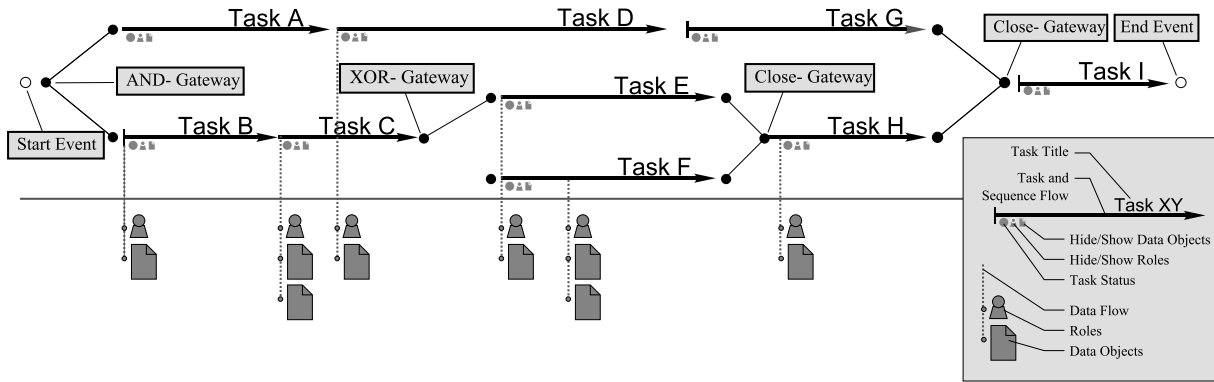 Task A
Task D
Task G
Close- Gateway
End Event
AND- Gateway
XOR- Gateway
Task E
Close- Gateway
Task I
Start Event
Task B
Task C
Task H
Task F
Task Title
Task and
Sequence Flow
Task XY
Hide/Show Data Objects
Hide/Show Roles
Task Status
Data Flow
Roles
Data Objects